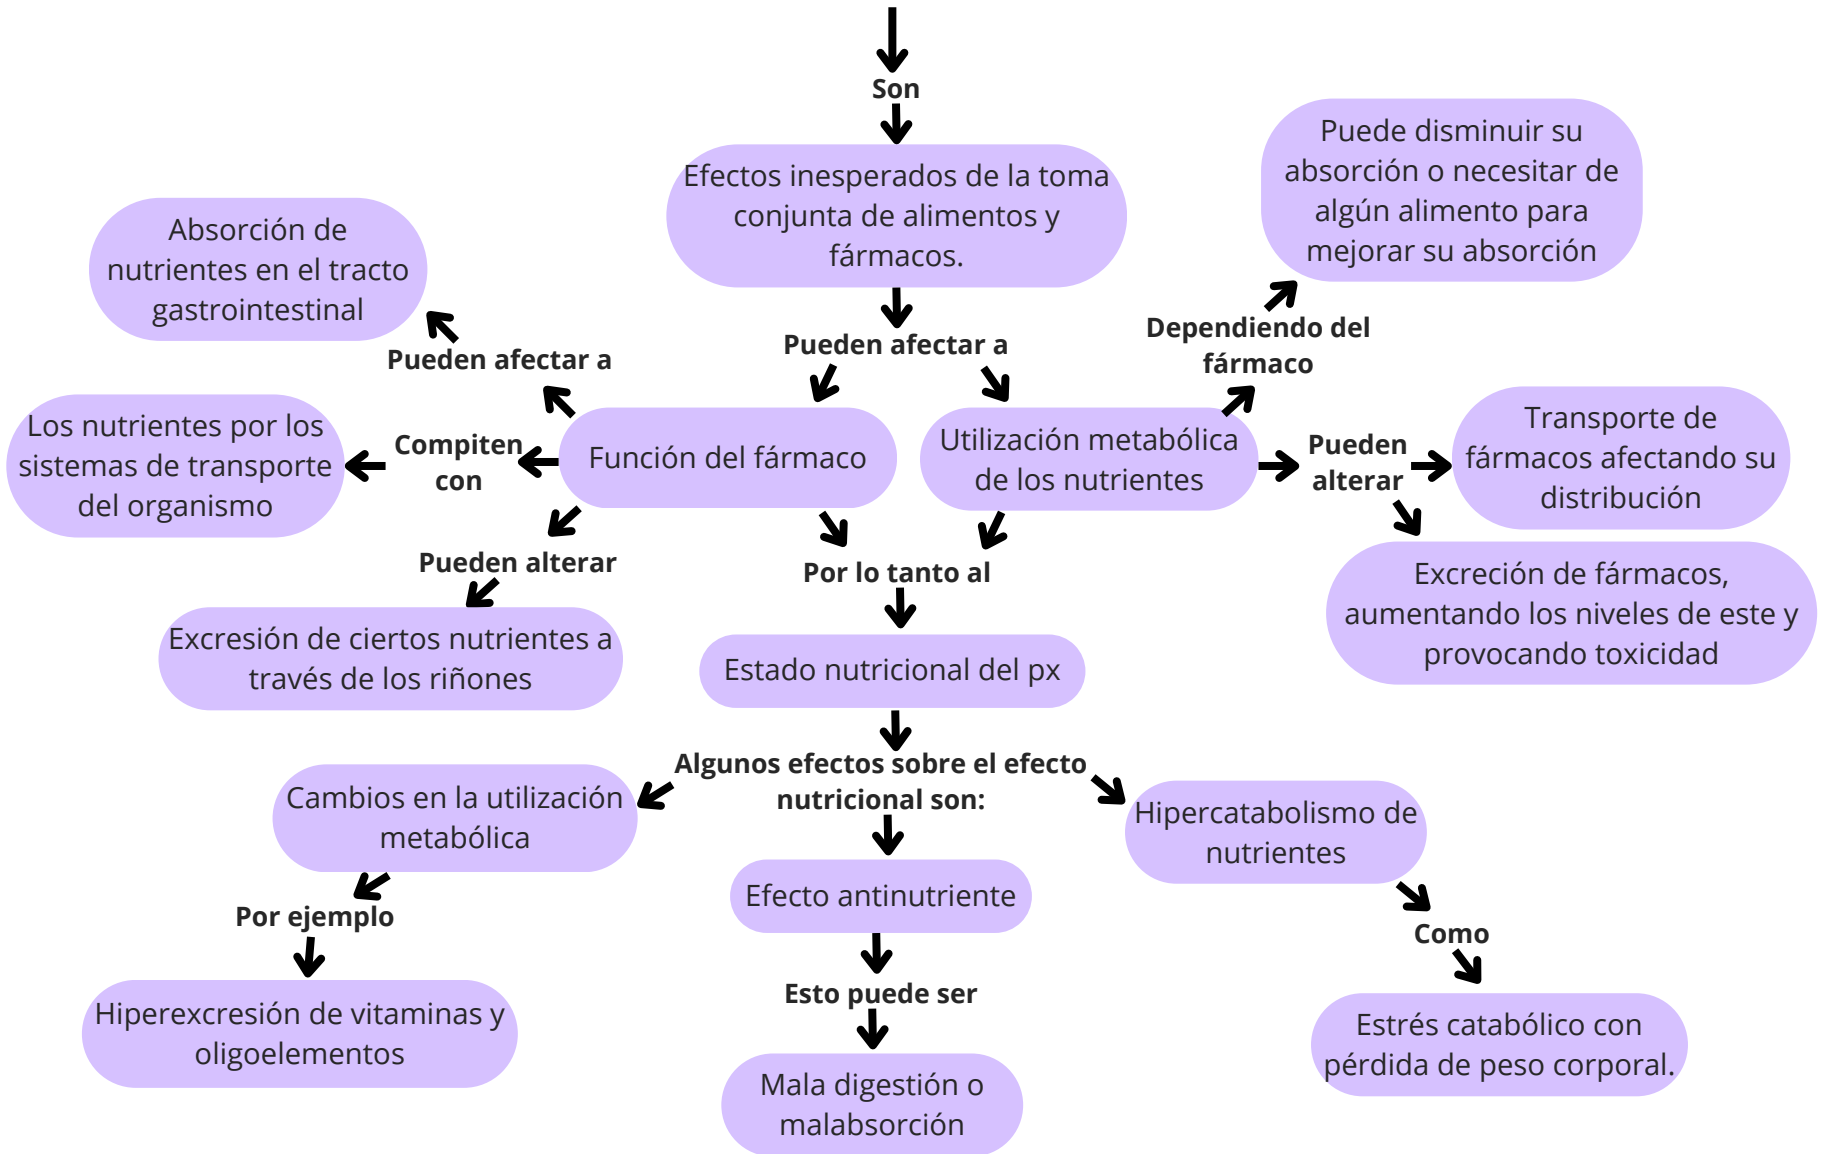 Son
Efectos inesperados de la toma
conjunta de alimentos y
fármacos.
Pueden afectar a
Función del fármaco
Pueden afectar a
Absorción de
nutrientes en el tracto
gastrointestinal
Compiten
con
Los nutrientes por los
sistemas de transporte
del organismo
Pueden alterar
Excresión de ciertos nutrientes a
través de los riñones
Utilización metabólica
de los nutrientes
Dependiendo del
fármaco
Puede disminuir su
absorción o necesitar de
algún alimento para
mejorar su absorción
Pueden
alterar
Transporte de
fármacos afectando su
distribución
Excreción de fármacos,
aumentando los niveles de este y
provocando toxicidad
Por lo tanto al
Estado nutricional del px
Algunos efectos sobre el efecto
nutricional son:
Cambios en la utilización
metabólica
Por ejemplo
Hiperexcresión de vitaminas y
oligoelementos
Efecto antinutriente
Esto puede ser
Mala digestión o
malabsorción
Hipercatabolismo de
nutrientes
Como
Estrés catabólico con
pérdida de peso corporal.